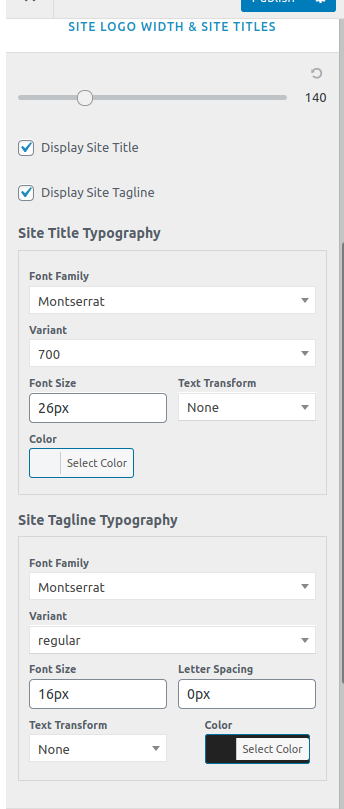 Publish
SITE LOGO WIDTH & SITE TITLES
140
Display Site Title
Display Site Tagline
Site Title Typography
Font Family
Montserrat
Variant
700
Font Size Text Transform
26px None
Color
Select Color
Site Tagline Typography
Font Family
Montserrat
Variant
regular
Font Size Letter Spacing
16px 0px
Text Transform Color
None Select Color